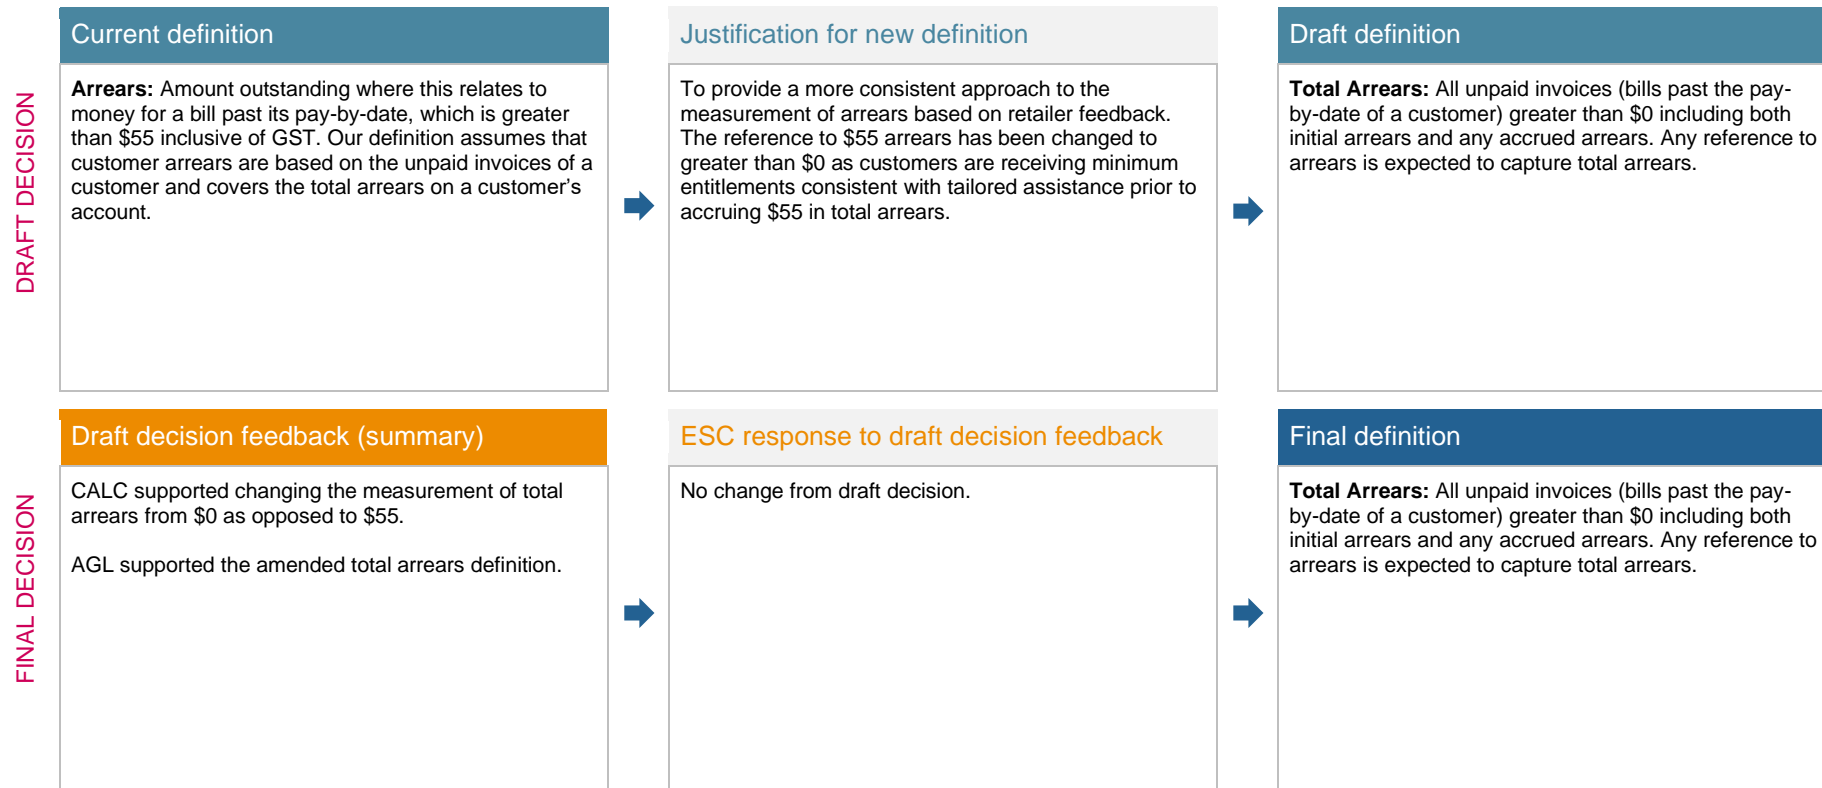 DRAFT DECISION
Current definition
Arrears: Amount outstanding where this relates to
money for a bill past its pay-by-date, which is greater
than $55 inclusive of GST. Our definition assumes that
customer arrears are based on the unpaid invoices of a
customer and covers the total arrears on a customer’s
account.
Justification for new definition
To provide a more consistent approach to the
measurement of arrears based on retailer feedback.
The reference to $55 arrears has been changed to
greater than $0 as customers are receiving minimum
entitlements consistent with tailored assistance prior to
accruing $55 in total arrears.
Draft definition
Total Arrears: All unpaid invoices (bills past the pay-
by-date of a customer) greater than $0 including both
initial arrears and any accrued arrears. Any reference to
arrears is expected to capture total arrears.
FINAL DECISION
Draft decision feedback (summary)
CALC supported changing the measurement of total
arrears from $0 as opposed to $55.
AGL supported the amended total arrears definition.
ESC response to draft decision feedback
No change from draft decision.
Final definition
Total Arrears: All unpaid invoices (bills past the pay-
by-date of a customer) greater than $0 including both
initial arrears and any accrued arrears. Any reference to
arrears is expected to capture total arrears.